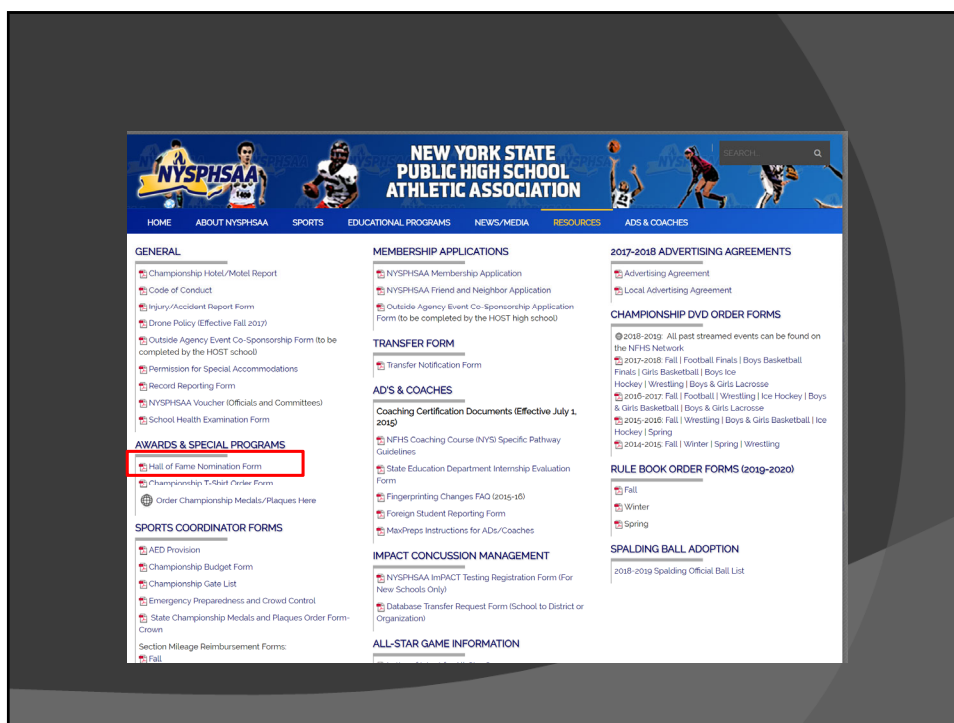 NYSPHSAA
NEW YORK STATE
PUBLIC HIGH SCHOOL
ATHLETIC ASSOCIATION
SEARCH...
HOME ABOUT NYSPHSAA SPORTS EDUCATIONAL PROGRAMS NEWS/MEDIA RESOURCES ADS & COACHES
GENERAL
Championship Hotel/Motel Report
Code of Conduct
Injury/Accident Report Form
Drone Policy (Effective Fall 2017)
Outside Agency Event Co-Sponsorship Form (to be
completed by the HOST school)
Permission for Special Accommodations
Record Reporting Form
NYSPHSAA Voucher (Officials and Committees)
School Health Examination Form
AWARDS & SPECIAL PROGRAMS
Hall of Fame Nomination Form
Championship T-Shirt Order Form
Order Championship Medals/Plaques Here
SPORTS COORDINATOR FORMS
AED Provision
Championship Budget Form
Championship Gate List
Emergency Preparedness and Crowd Control
State Championship Medals and Plaques Order Form-
Crown
Section Mileage Reimbursement Forms:
Fall
MEMBERSHIP APPLICATIONS
NYSPHSAA Membership Application
NYSPHSAA Friend and Neighbor Application
Outside Agency Event Co-Sponsorship Application
Form (to be completed by the HOST high school)
TRANSFER FORM
Transfer Notification Form
AD'S & COACHES
Coaching Certification Documents (Effective July 1,
2015)
NFHS Coaching Course (NYS) Specific Pathway
Guidelines
State Education Department Internship Evaluation
Form
Fingerprinting Changes FAQ (2015-16)
Foreign Student Reporting Form
MaxPreps Instructions for ADs/Coaches
IMPACT CONCUSSION MANAGEMENT
NYSPHSAA ImPACT Testing Registration Form (For
New Schools Only)
Database Transfer Request Form (School to District or
Organization)
ALL-STAR GAME INFORMATION
2017-2018 ADVERTISING AGREEMENTS
Advertising Agreement
Local Advertising Agreement
CHAMPIONSHIP DVD ORDER FORMS
2018-2019: All past streamed events can be found on
the NFHS Network
2017-2018: Fall | Football Finals | Boys Basketball
Finals | Girls Basketball | Boys Ice
Hockey | Wrestling | Boys & Girls Lacrosse
2016-2017: Fall | Football | Wrestling | Ice Hockey | Boys
& Girls Basketball | Boys & Girls Lacrosse
2015-2016: Fall | Wrestling | Boys & Girls Basketball | Ice
Hockey | Spring
2014-2015: Fall | Winter | Spring | Wrestling
RULE BOOK ORDER FORMS (2019-2020)
Fall
Winter
Spring
SPALDING BALL ADOPTION
2018-2019 Spalding Official Ball List